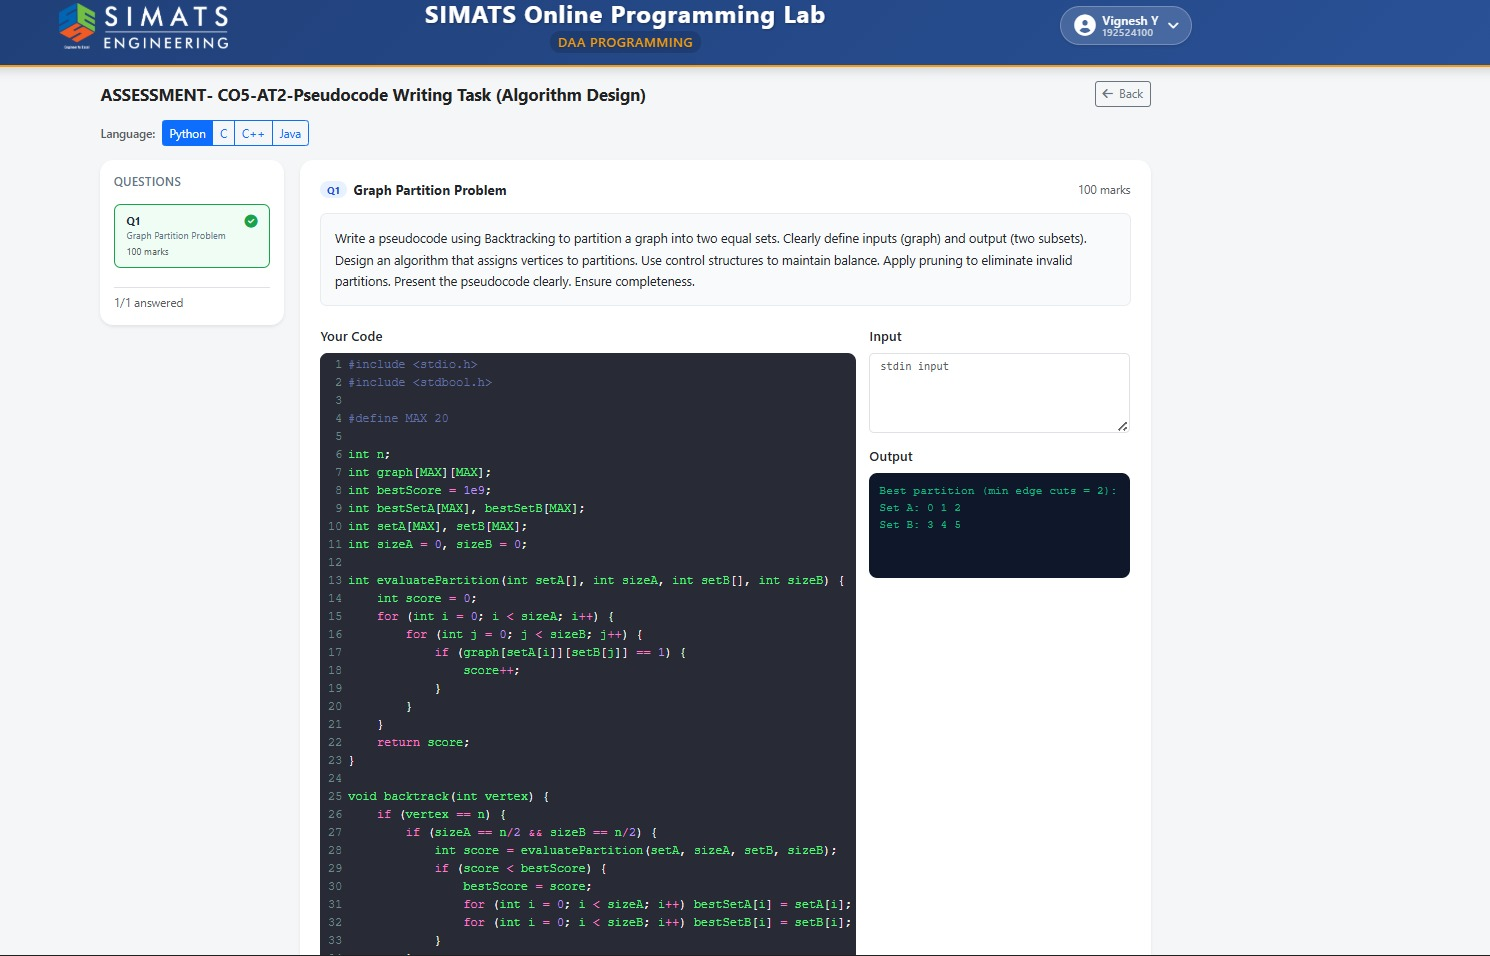 SIMATS
ENGINEERING
SIMATS Online Programming Lab
DAA PROGRAMMING
Vignesh Y
192524100
ASSESSMENT- CO5-AT2-Pseudocode Writing Task (Algorithm Design)
← Back
Language: Python C C++ Java
QUESTIONS
Q1
Graph Partition Problem
100 marks
1/1 answered
Q1 Graph Partition Problem
100 marks
Write a pseudocode using Backtracking to partition a graph into two equal sets. Clearly define inputs (graph) and output (two subsets).
Design an algorithm that assigns vertices to partitions. Use control structures to maintain balance. Apply pruning to eliminate invalid
partitions. Present the pseudocode clearly. Ensure completeness.
Your Code
1 #include <stdio.h>
2 #include <stdbool.h>
3
4 #define MAX 20
5
6 int n;
7 int graph[MAX][MAX];
8 int bestScore = 1e9;
9 int bestSetA[MAX], bestSetB[MAX];
10 int setA[MAX], setB[MAX];
11 int sizeA = 0, sizeB = 0;
12
13 int evaluatePartition(int setA[], int sizeA, int setB[], int sizeB) {
14     int score = 0;
15     for (int i = 0; i < sizeA; i++) {
16         for (int j = 0; j < sizeB; j++) {
17             if (graph[setA[i]][setB[j]] == 1) {
18                 score++;
19             }
20         }
21     }
22     return score;
23 }
24
25 void backtrack(int vertex) {
26     if (vertex == n) {
27         if (sizeA == n/2 && sizeB == n/2) {
28             int score = evaluatePartition(setA, sizeA, setB, sizeB);
29             if (score < bestScore) {
30                 bestScore = score;
31                 for (int i = 0; i < sizeA; i++) bestSetA[i] = setA[i];
32                 for (int i = 0; i < sizeB; i++) bestSetB[i] = setB[i];
33             }
Input
stdin input
Output
Best partition (min edge cuts = 2):
Set A: 0 1 2
Set B: 3 4 5